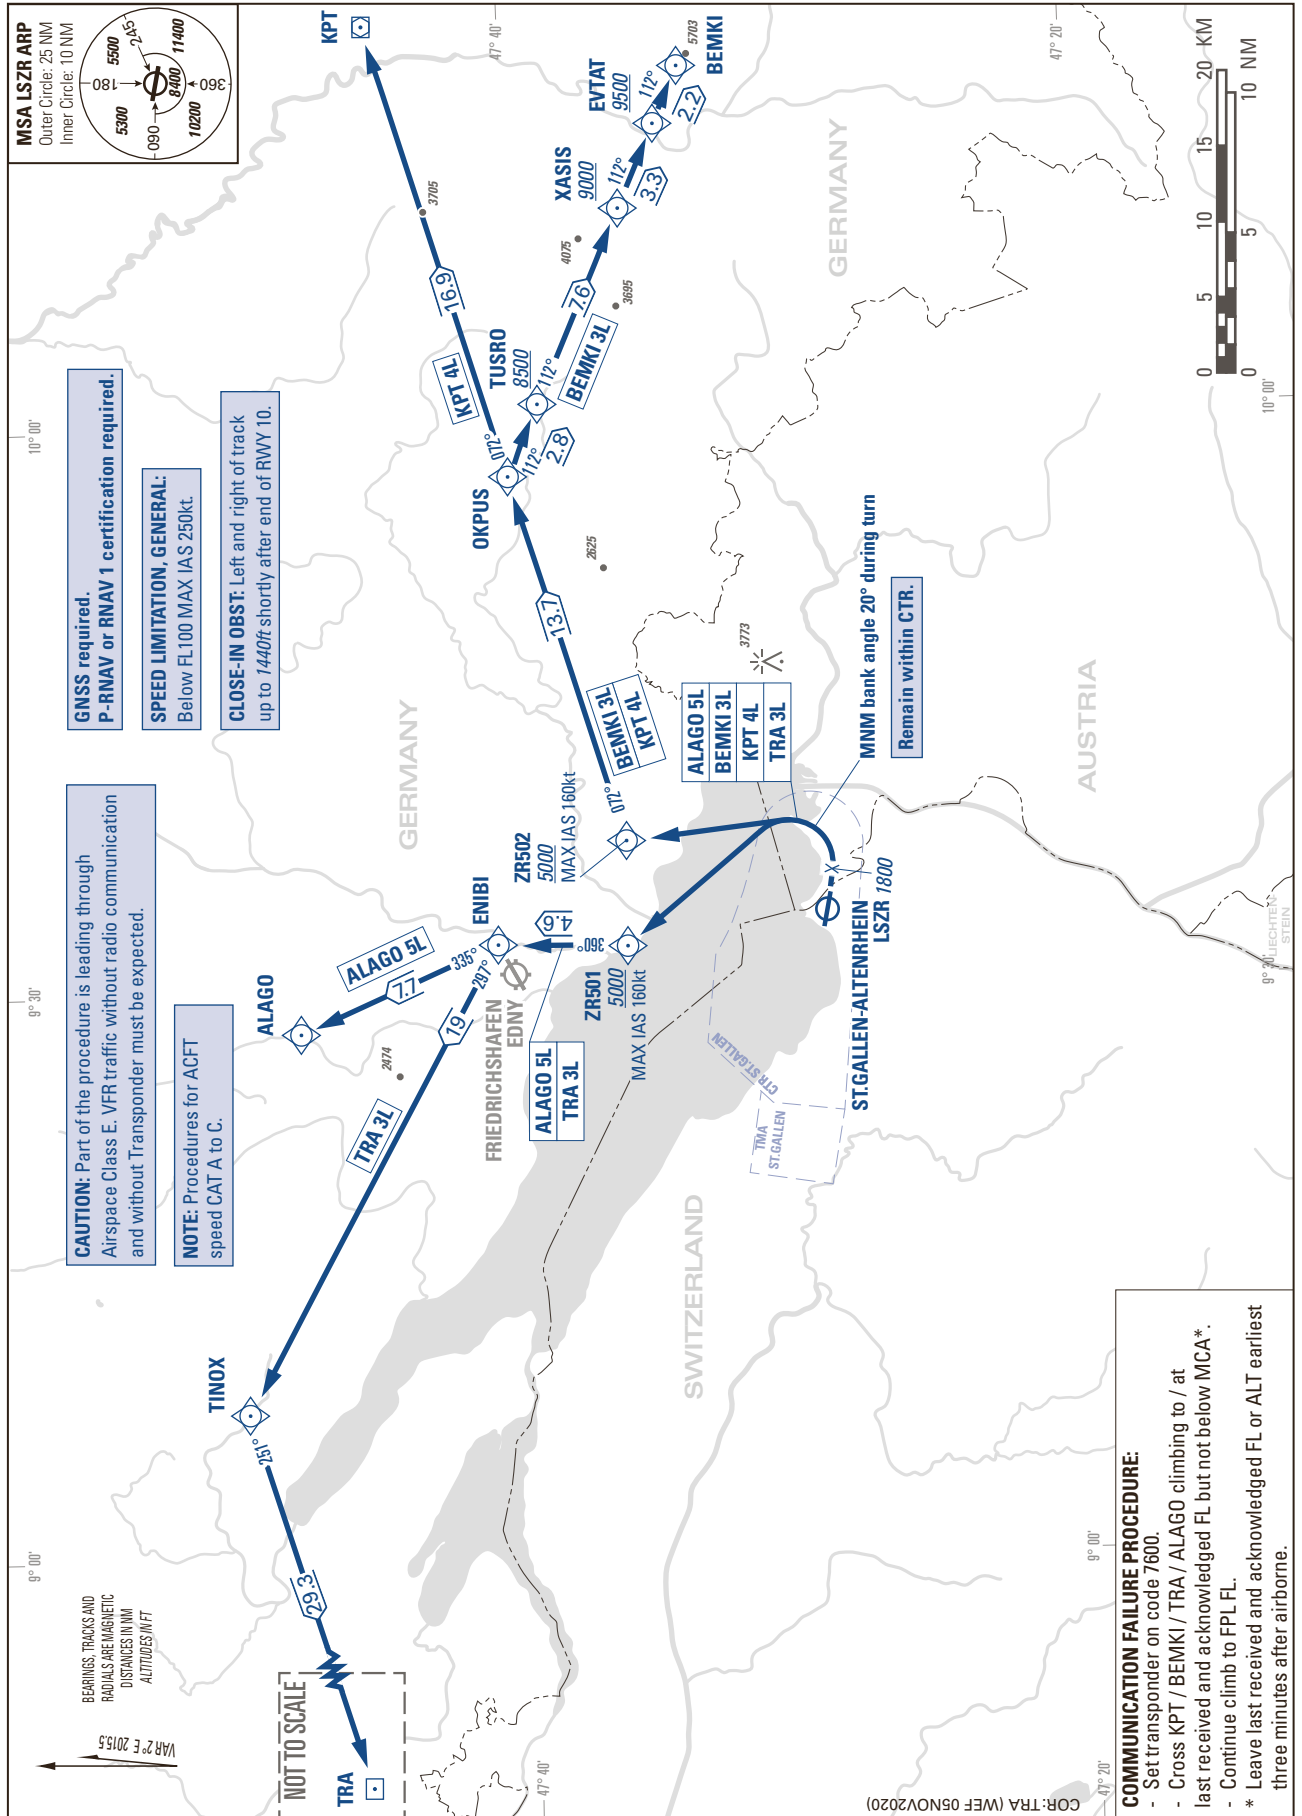 BEARINGS, TRACKS AND
RADIALS ARE MAGNETIC
DISTANCES IN NM
ALTITUDES IN FT
VAR 2° E 2015.5
9° 00'
9° 30'
10° 00'
CAUTION: Part of the procedure is leading through
Airspace Class E. VFR traffic without radio communication
and without Transponder must be expected.
NOTE: Procedures for ACFT
speed CAT A to C.
GNSS required.
P-RNAV or RNAV 1 certification required.
SPEED LIMITATION, GENERAL:
Below FL100 MAX IAS 250kt.
CLOSE-IN OBST: Left and right of track
up to 1440ft shortly after end of RWY 10.
MSA LSZR ARP
Outer Circle: 25 NM
Inner Circle: 10 NM
5300
5500
245
180
11400
8400
10200
090
360
NOT TO SCALE
TRA
29.3
251°
TINOX
TRA 3L
19
297°
2474
ALAGO
ALAGO 5L
7.7
335°
ENIBI
FRIEDRICHSHAFEN
EDNY
4.6
360°
ALAGO 5L
TRA 3L
ZR501
5000
MAX IAS 160kt
ZR502
5000
MAX IAS 160kt
072°
BEMKI 3L
KPT 4L
13.7
2625
OKPUS
072°
KPT 4L
16.9
3705
KPT
112°
2.8
TUSRO
8500
112°
7.6
BEMKI 3L
4075
3695
XASIS
9000
112°
3.3
EVTAT
9500
112°
2.2
BEMKI
5703
47° 40'
47° 20'
GERMANY
GERMANY
SWITZERLAND
AUSTRIA
LIECHTEN-
STEIN
ALAGO 5L
BEMKI 3L
KPT 4L
TRA 3L
3773
MNM bank angle 20° during turn
Remain within CTR.
CTR ST.GALLEN
TMA
ST.GALLEN
ST.GALLEN-ALTENRHEIN
LSZR 1800
47° 40'
47° 20'
9° 00'
9° 30'
10° 00'
0 5 10 15 20 KM
0 5 10 NM
COMMUNICATION FAILURE PROCEDURE:
- Set transponder on code 7600.
- Cross KPT / BEMKI / TRA / ALAGO climbing to / at
last received and acknowledged FL but not below MCA*.
- Continue climb to FPL FL.
* Leave last received and acknowledged FL or ALT earliest
three minutes after airborne.
COR: TRA (WEF 05NOV2020)